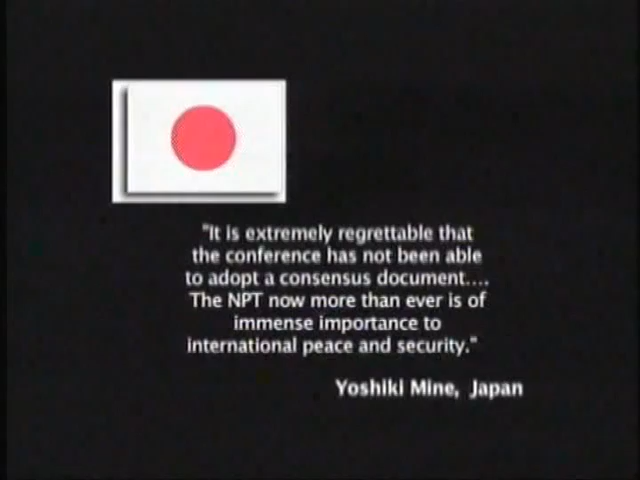 "It is extremely regrettable that
the conference has not been able
to adopt a consensus document....
The NPT now more than ever is of
immense importance to
international peace and security."
Yoshiki Mine, Japan